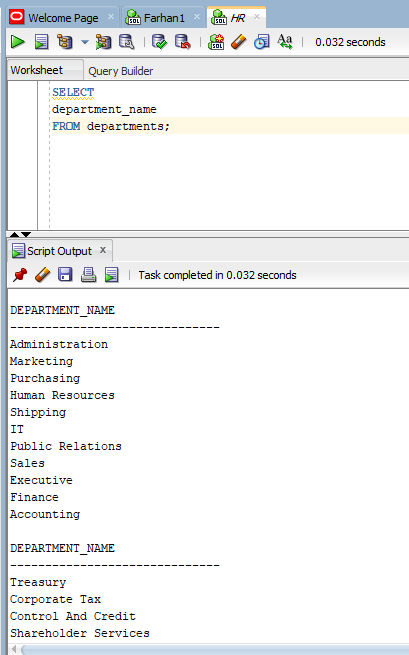 Welcome Page
Farhan1
HR
0.032 seconds
Worksheet
Query Builder
SELECT
department_name
FROM departments;
Script Output
Task completed in 0.032 seconds
DEPARTMENT_NAME
------------------------------
Administration
Marketing
Purchasing
Human Resources
Shipping
IT
Public Relations
Sales
Executive
Finance
Accounting
DEPARTMENT_NAME
------------------------------
Treasury
Corporate Tax
Control And Credit
Shareholder Services